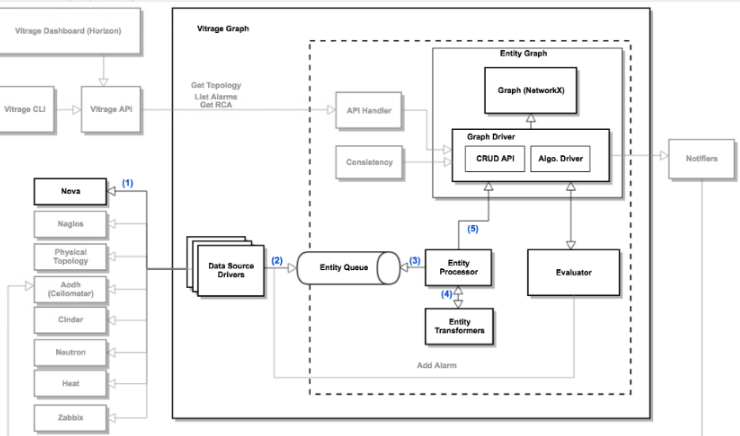 Vitrage Dashboard (Horizon)
Vitrage Graph
Entity Graph
Graph (NetworkX)
Get Topology
List Alarms
Get RCA
Vitrage CLI
Vitrage API
API Handler
Graph Driver
CRUD API
Algo. Driver
Consistency
Notifiers
(1)
Nova
Nagios
(5)
Physical
Topology
Data Source
Drivers
(2)
Entity Queue
(3)
Entity
Processor
Evaluator
Aodh
(Ceilometer)
(4)
Cinder
Entity
Transformers
Neutron
Add Alarm
Heat
Zabbix